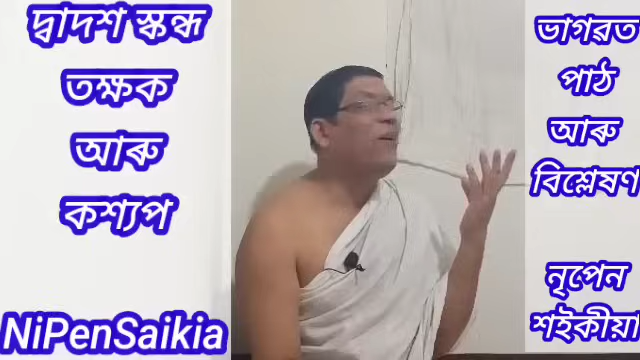 দ্বাদশ স্কন্ধ
তক্ষক
আৰু
কশ্যপ
NiPenSaikia
ভাগৱত
পাঠ
আৰু
বিশ্লেষণ
নৃপেন
শইকীয়া